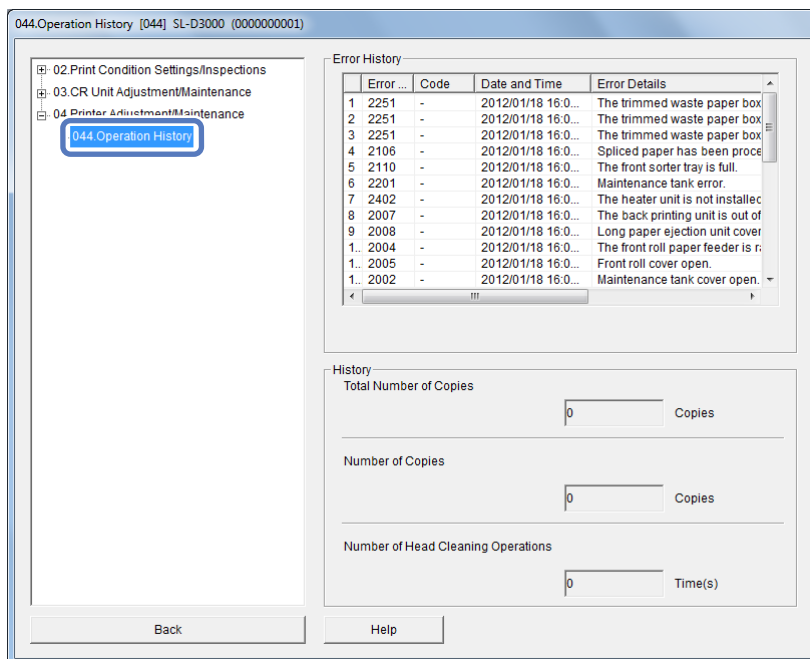 044.Operation History [044] SL-D3000 (0000000001)
02.Print Condition Settings/Inspections
03.CR Unit Adjustment/Maintenance
04.Printer Adjustment/Maintenance
044.Operation History
Back
Error History
Error ... Code Date and Time Error Details
1 2251 - 2012/01/18 16:0... The trimmed waste paper box
2 2251 - 2012/01/18 16:0... The trimmed waste paper box
3 2251 - 2012/01/18 16:0... The trimmed waste paper box
4 2106 - 2012/01/18 16:0... Spliced paper has been proce
5 2110 - 2012/01/18 16:0... The front sorter tray is full.
6 2201 - 2012/01/18 16:0... Maintenance tank error.
7 2402 - 2012/01/18 16:0... The heater unit is not installed
8 2007 - 2012/01/18 16:0... The back printing unit is out of
9 2008 - 2012/01/18 16:0... Long paper ejection unit cover
1.. 2004 - 2012/01/18 16:0... The front roll paper feeder is ra
1.. 2005 - 2012/01/18 16:0... Front roll cover open.
1.. 2002 - 2012/01/18 16:0... Maintenance tank cover open.
History
Total Number of Copies
0 Copies
Number of Copies
0 Copies
Number of Head Cleaning Operations
0 Time(s)
Help